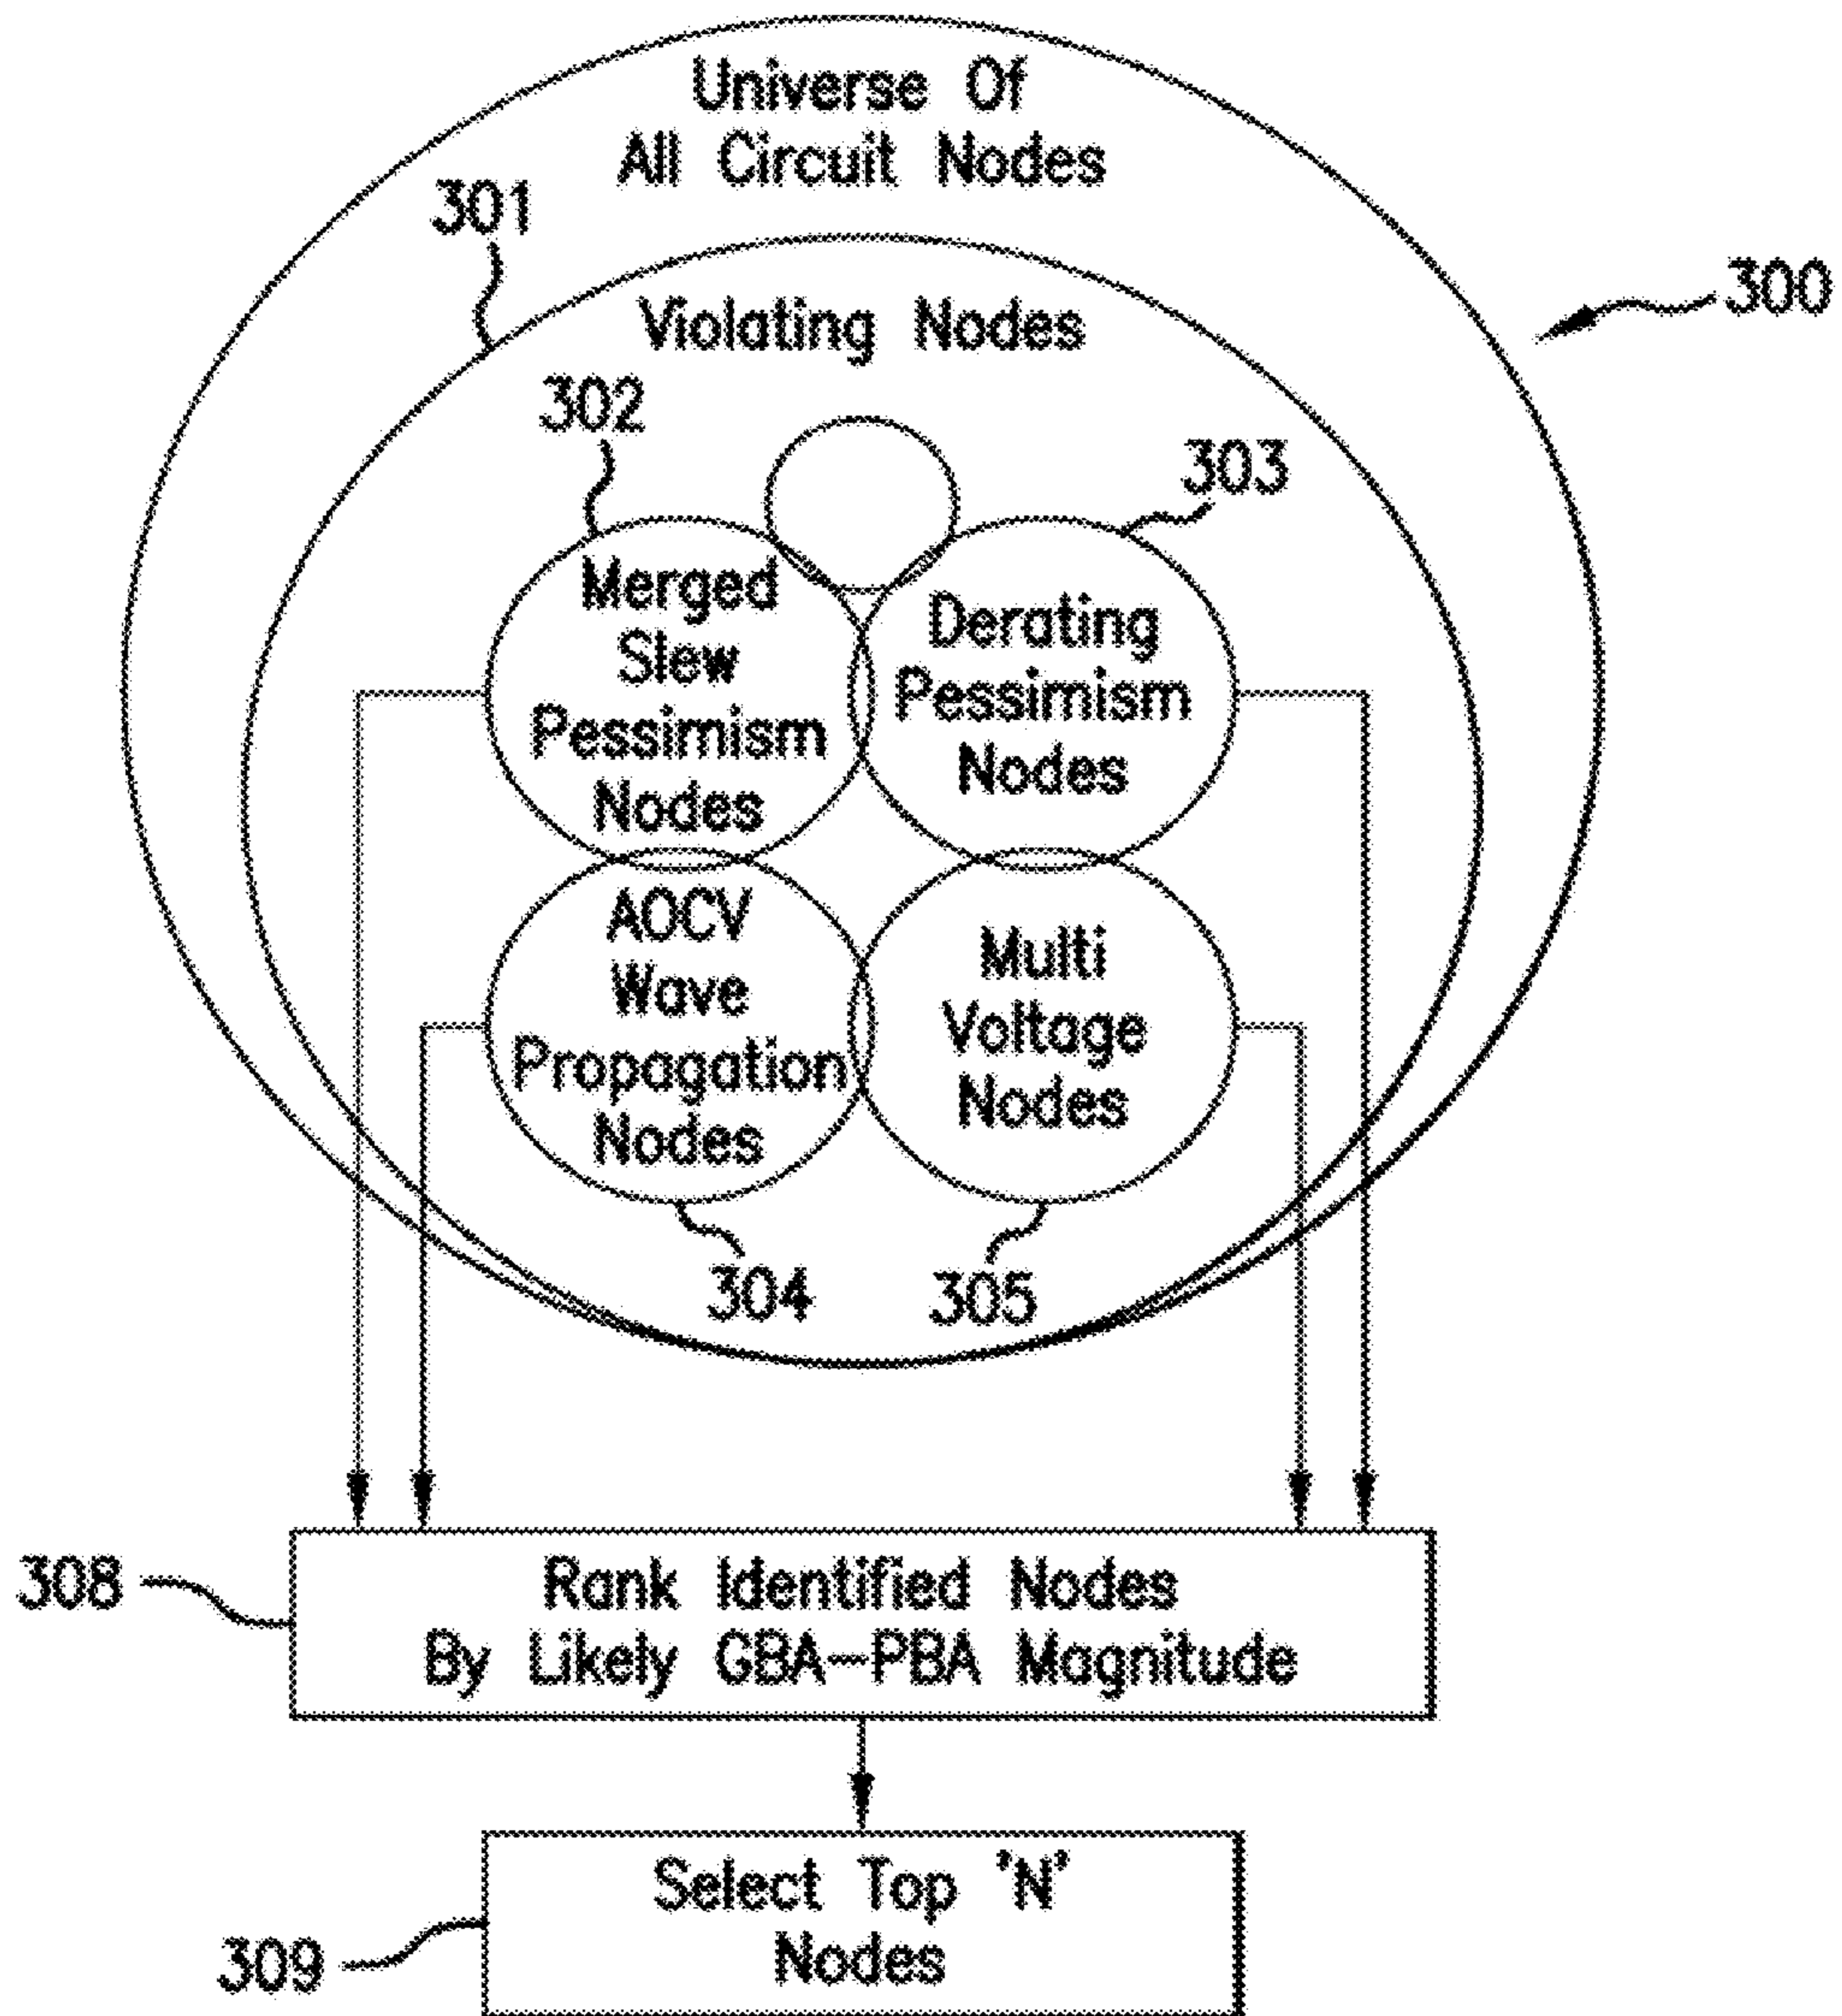 Universe Of
All Circuit Nodes
301
300
Violating Nodes
302
303
Merged
Slew
Pessimism
Nodes
Derating
Pessimism
Nodes
AOCV
Wave
Propagation
Nodes
Multi
Voltage
Nodes
304
305
308
Rank Identified Nodes
By Likely GBA-PBA Magnitude
Select Top 'N'
Nodes
309